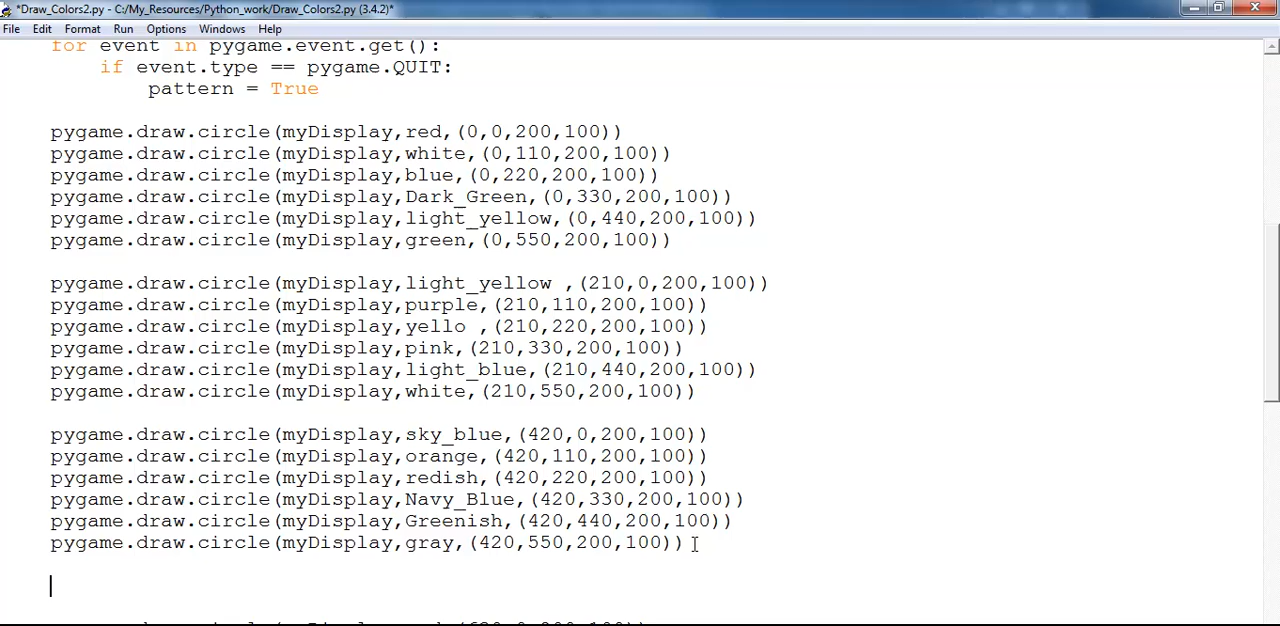 *Draw_Colors2.py - C:/My_Resources/Python_work/Draw_Colors2.py (3.4.2)*
File Edit Format Run Options Windows Help
for event in pygame.event.get():
if event.type == pygame.QUIT:
pattern = True
pygame.draw.circle(myDisplay,red,(0,0,200,100))
pygame.draw.circle(myDisplay,white,(0,110,200,100))
pygame.draw.circle(myDisplay,blue,(0,220,200,100))
pygame.draw.circle(myDisplay,Dark_Green,(0,330,200,100))
pygame.draw.circle(myDisplay,light_yellow,(0,440,200,100))
pygame.draw.circle(myDisplay,green,(0,550,200,100))
pygame.draw.circle(myDisplay,light_yellow ,(210,0,200,100))
pygame.draw.circle(myDisplay,purple,(210,110,200,100))
pygame.draw.circle(myDisplay,yello ,(210,220,200,100))
pygame.draw.circle(myDisplay,pink,(210,330,200,100))
pygame.draw.circle(myDisplay,light_blue,(210,440,200,100))
pygame.draw.circle(myDisplay,white,(210,550,200,100))
pygame.draw.circle(myDisplay,sky_blue,(420,0,200,100))
pygame.draw.circle(myDisplay,orange,(420,110,200,100))
pygame.draw.circle(myDisplay,redish,(420,220,200,100))
pygame.draw.circle(myDisplay,Navy_Blue,(420,330,200,100))
pygame.draw.circle(myDisplay,Greenish,(420,440,200,100))
pygame.draw.circle(myDisplay,gray,(420,550,200,100))